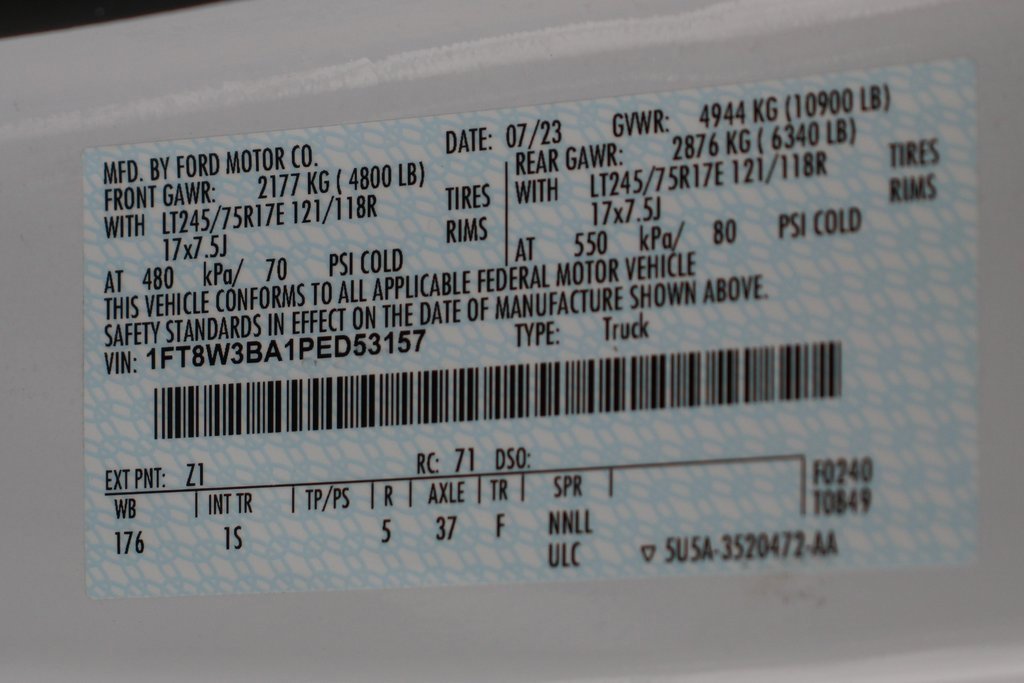 MFD. BY FORD MOTOR CO. DATE: 07/23 GVWR: 4944 KG (10900 LB)
FRONT GAWR: 2177 KG ( 4800 LB) REAR GAWR: 2876 KG ( 6340 LB)
WITH LT245/75R17E 121/118R TIRES WITH LT245/75R17E 121/118R TIRES
17x7.5J RIMS 17x7.5J RIMS
AT 480 kPa/ 70 PSI COLD AT 550 kPa/ 80 PSI COLD
THIS VEHICLE CONFORMS TO ALL APPLICABLE FEDERAL MOTOR VEHICLE
SAFETY STANDARDS IN EFFECT ON THE DATE OF MANUFACTURE SHOWN ABOVE.
VIN: 1FT8W3BA1PED53157 TYPE: Truck
EXT PNT: Z1 RC: 71 DSO:
WB INT TR TP/PS R AXLE TR SPR F0240
176 1S 5 37 F NNLL T0849
ULC ▽ 5U5A-3520472-AA